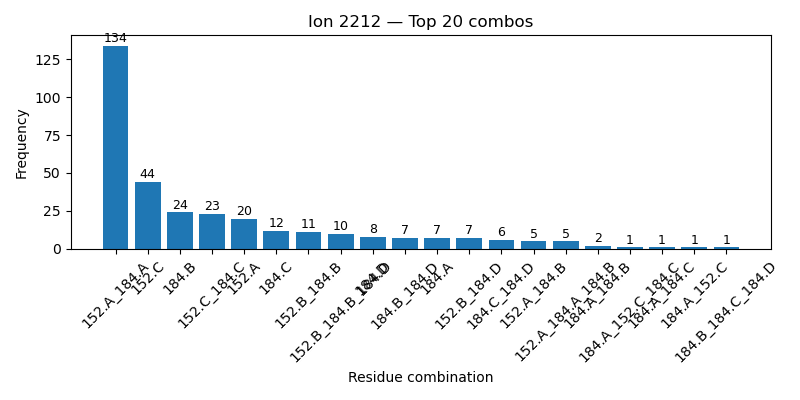 Ion 2212 — Top 20 combos
Frequency
125
100
75
50
25
0
134
44
24
23
20
12
11
10
8
7
7
7
6
5
5
2
1
1
1
1
152.A_184.A
152.C
184.B
152.C_184.C
152.A
184.C
152.B_184.B
152.B_184.B_184.D
184.D
184.B_184.D
184.A
152.B_184.D
184.C_184.D
152.A_184.B
152.A_184.A_184.B
184.A_184.B
184.A_152.C_184.C
184.A_184.C
184.A_152.C
184.B_184.C_184.D
Residue combination